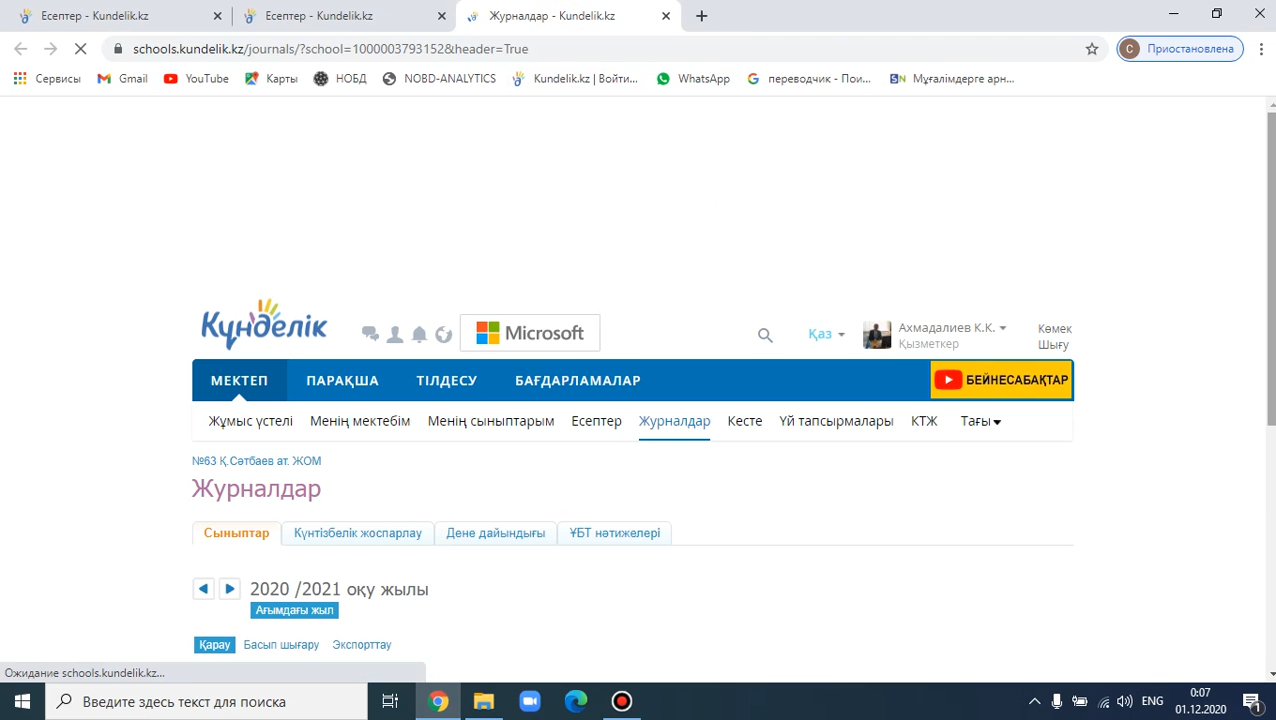 Есептер - Kundelik.kz
Есептер - Kundelik.kz
Журналдар - Kundelik.kz
schools.kundelik.kz/journals/?school=1000003793152&header=True
С Приостановлена
Сервисы Gmail YouTube Карты НОБД NOBD-ANALYTICS Kundelik.kz | Войти... WhatsApp переводчик - Пои... Мұғалімдерге арн...
Күнделік
Microsoft
Қаз
Ахмадалиев К.К.
Қызметкер
Көмек
Шығу
МЕКТЕП ПАРАҚША ТІЛДЕСУ БАҒДАРЛАМАЛАР БЕЙНЕСАБАҚТАР
Жұмыс үстелі Менің мектебім Менің сыныптарым Есептер Журналдар Кесте Үй тапсырмалары КТЖ Тағы
№63 Қ.Сәтбаев ат. ЖОМ
Журналдар
Сыныптар Күнтізбелік жоспарлау Дене дайындығы ҰБТ нәтижелері
2020 /2021 оқу жылы
Ағымдағы жыл
Қарау Басып шығару Экспорттау
Ожидание schools.kundelik.kz...
Введите здесь текст для поиска
ENG
0:07
01.12.2020
1